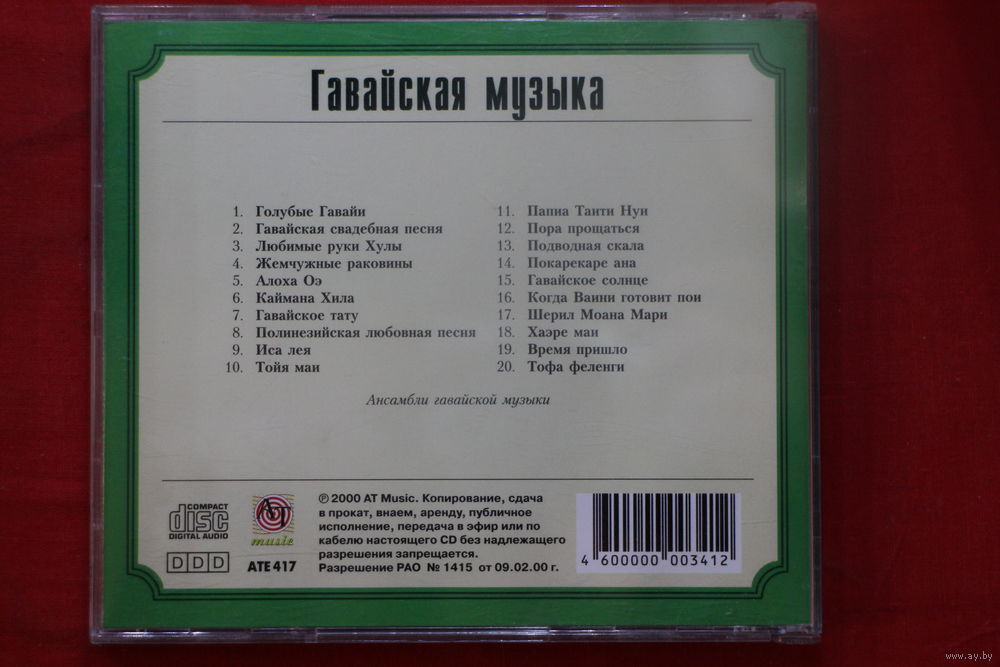 Гавайская музыка
1. Голубые Гавайи
2. Гавайская свадебная песня
3. Любимые руки Хулы
4. Жемчужные раковины
5. Алоха Оэ
6. Каймана Хила
7. Гавайское тату
8. Полинезийская любовная песня
9. Иса лея
10. Тойя маи
11. Папиа Таити Нуи
12. Пора прощаться
13. Подводная скала
14. Покарекаре ана
15. Гавайское солнце
16. Когда Ваини готовит пои
17. Шерил Моана Мари
18. Хаэре маи
19. Время пришло
20. Тофа феленги
Ансамбли гавайской музыки
COMPACT
disc
DIGITAL AUDIO
DDD
AT
music
ATE 417
℗ 2000 AT Music. Копирование, сдача
в прокат, внаем, аренду, публичное
исполнение, передача в эфир или по
кабелю настоящего CD без надлежащего
разрешения запрещается.
Разрешение РАО № 1415 от 09.02.00 г.
4 600000 003412
www.ay.by